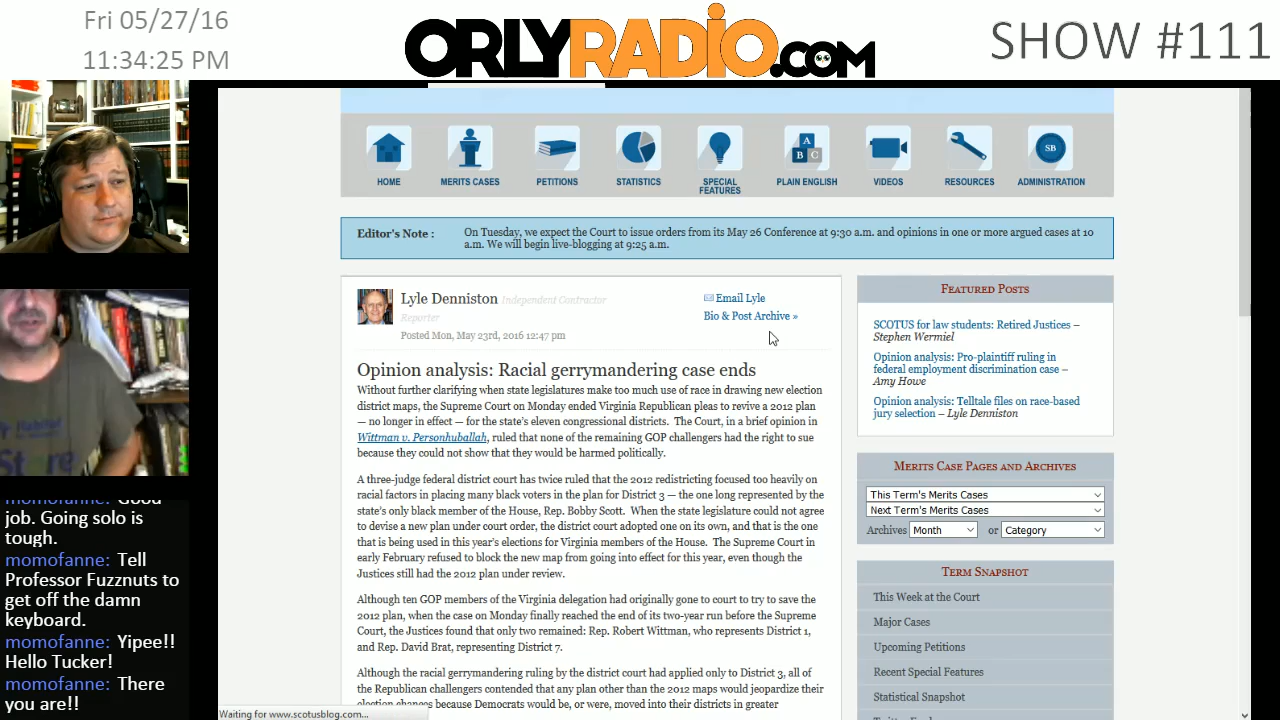 Fri 05/27/16
11:34:25 PM
ORLYRADiO.COM
SHOW #111
HOME
MERITS CASES
PETITIONS
STATISTICS
SPECIAL
FEATURES
A
B C
PLAIN ENGLISH
VIDEOS
RESOURCES
SB
ADMINISTRATION
Editor's Note :
On Tuesday, we expect the Court to issue orders from its May 26 Conference at 9:30 a.m. and opinions in one or more argued cases at 10
a.m. We will begin live-blogging at 9:25 a.m.
Lyle Denniston Independent Contractor
Reporter
Posted Mon, May 23rd, 2016 12:47 pm
Email Lyle
Bio & Post Archive »
Opinion analysis: Racial gerrymandering case ends
Without further clarifying when state legislatures make too much use of race in drawing new election
district maps, the Supreme Court on Monday ended Virginia Republican pleas to revive a 2012 plan
— no longer in effect — for the state's eleven congressional districts. The Court, in a brief opinion in
Wittman v. Personhuballah, ruled that none of the remaining GOP challengers had the right to sue
because they could not show that they would be harmed politically.
A three-judge federal district court has twice ruled that the 2012 redistricting focused too heavily on
racial factors in placing many black voters in the plan for District 3 — the one long represented by the
state's only black member of the House, Rep. Bobby Scott. When the state legislature could not agree
to devise a new plan under court order, the district court adopted one on its own, and that is the one
that is being used in this year's elections for Virginia members of the House. The Supreme Court in
early February refused to block the new map from going into effect for this year, even though the
Justices still had the 2012 plan under review.
Although ten GOP members of the Virginia delegation had originally gone to court to try to save the
2012 plan, when the case on Monday finally reached the end of its two-year run before the Supreme
Court, the Justices found that only two remained: Rep. Robert Wittman, who represents District 1,
and Rep. David Brat, representing District 7.
Although the racial gerrymandering ruling by the district court had applied only to District 3, all of
the Republican challengers contended that any plan other than the 2012 maps would jeopardize their
election chances because Democrats would be, or were, moved into their districts in greater
FEATURED POSTS
SCOTUS for law students: Retired Justices –
Stephen Wermiel
Opinion analysis: Pro-plaintiff ruling in
federal employment discrimination case –
Amy Howe
Opinion analysis: Telltale files on race-based
jury selection – Lyle Denniston
MERITS CASE PAGES AND ARCHIVES
This Term's Merits Cases
Next Term's Merits Cases
Archives Month or Category
TERM SNAPSHOT
This Week at the Court
Major Cases
Upcoming Petitions
Recent Special Features
Statistical Snapshot
momofanne: Good
job. Going solo is
tough.
momofanne: Tell
Professor Fuzznuts to
get off the damn
keyboard.
momofanne: Yipee!!
Hello Tucker!
momofanne: There
you are!!
Waiting for www.scotusblog.com...